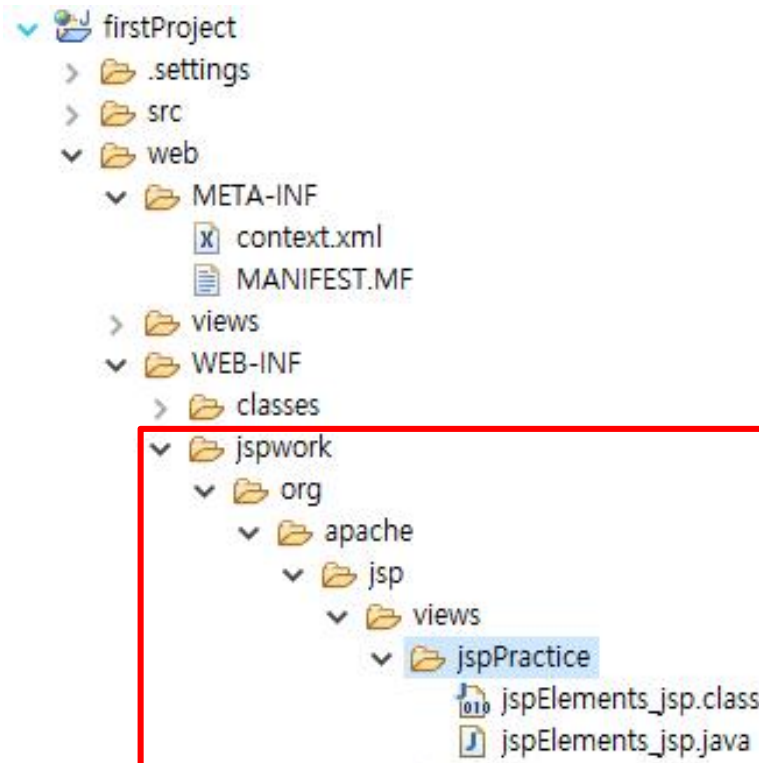 firstProject
.settings
src
web
META-INF
context.xml
MANIFEST.MF
views
WEB-INF
classes
jspwork
org
apache
jsp
views
jspPractice
jspElements_jsp.class
jspElements_jsp.java